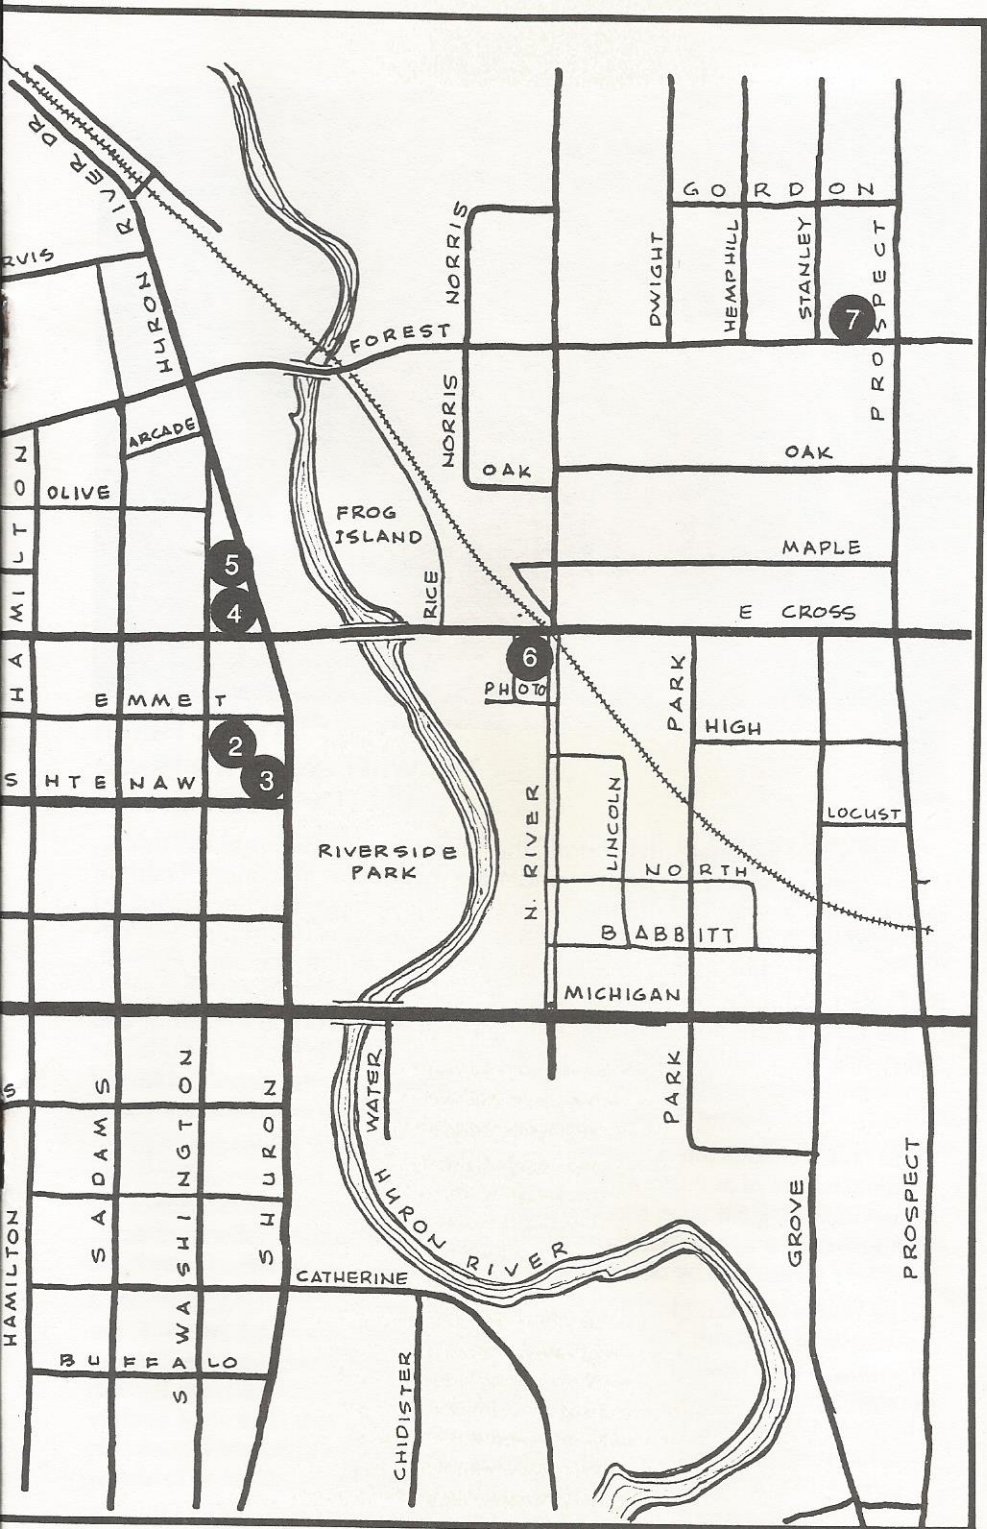 RIVER DR
RVIS
HURON
NORRIS
FOREST
GORDON
DWIGHT
HEMPHILL
STANLEY
PROSPECT
7
ARCADE
NORRIS
OAK
OAK
HAMILTON
OLIVE
FROG
ISLAND
RICE
MAPLE
5
4
E CROSS
6
PHOTO
EMMET
PARK
HIGH
2
3
SHTENAW
LINCOLN
LOCUST
RIVERSIDE
PARK
N. RIVER
NORTH
BABBITT
MICHIGAN
S
S ADAMS
S WASHINGTON
S HURON
WATER
PARK
HURON RIVER
GROVE
PROSPECT
HAMILTON
CATHERINE
BUFFALO
CHIDISTER